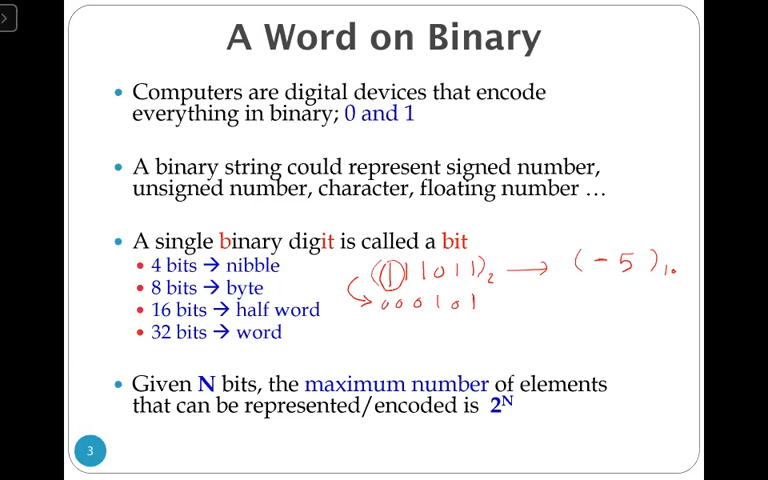 A Word on Binary
• Computers are digital devices that encode
everything in binary; 0 and 1
• A binary string could represent signed number,
unsigned number, character, floating number …
• A single binary digit is called a bit
• 4 bits → nibble
(111011)₂ → (-5)₁₀
• 8 bits → byte
• 16 bits → half word
000101
• 32 bits → word
• Given N bits, the maximum number of elements
that can be represented/encoded is 2ᴺ
3